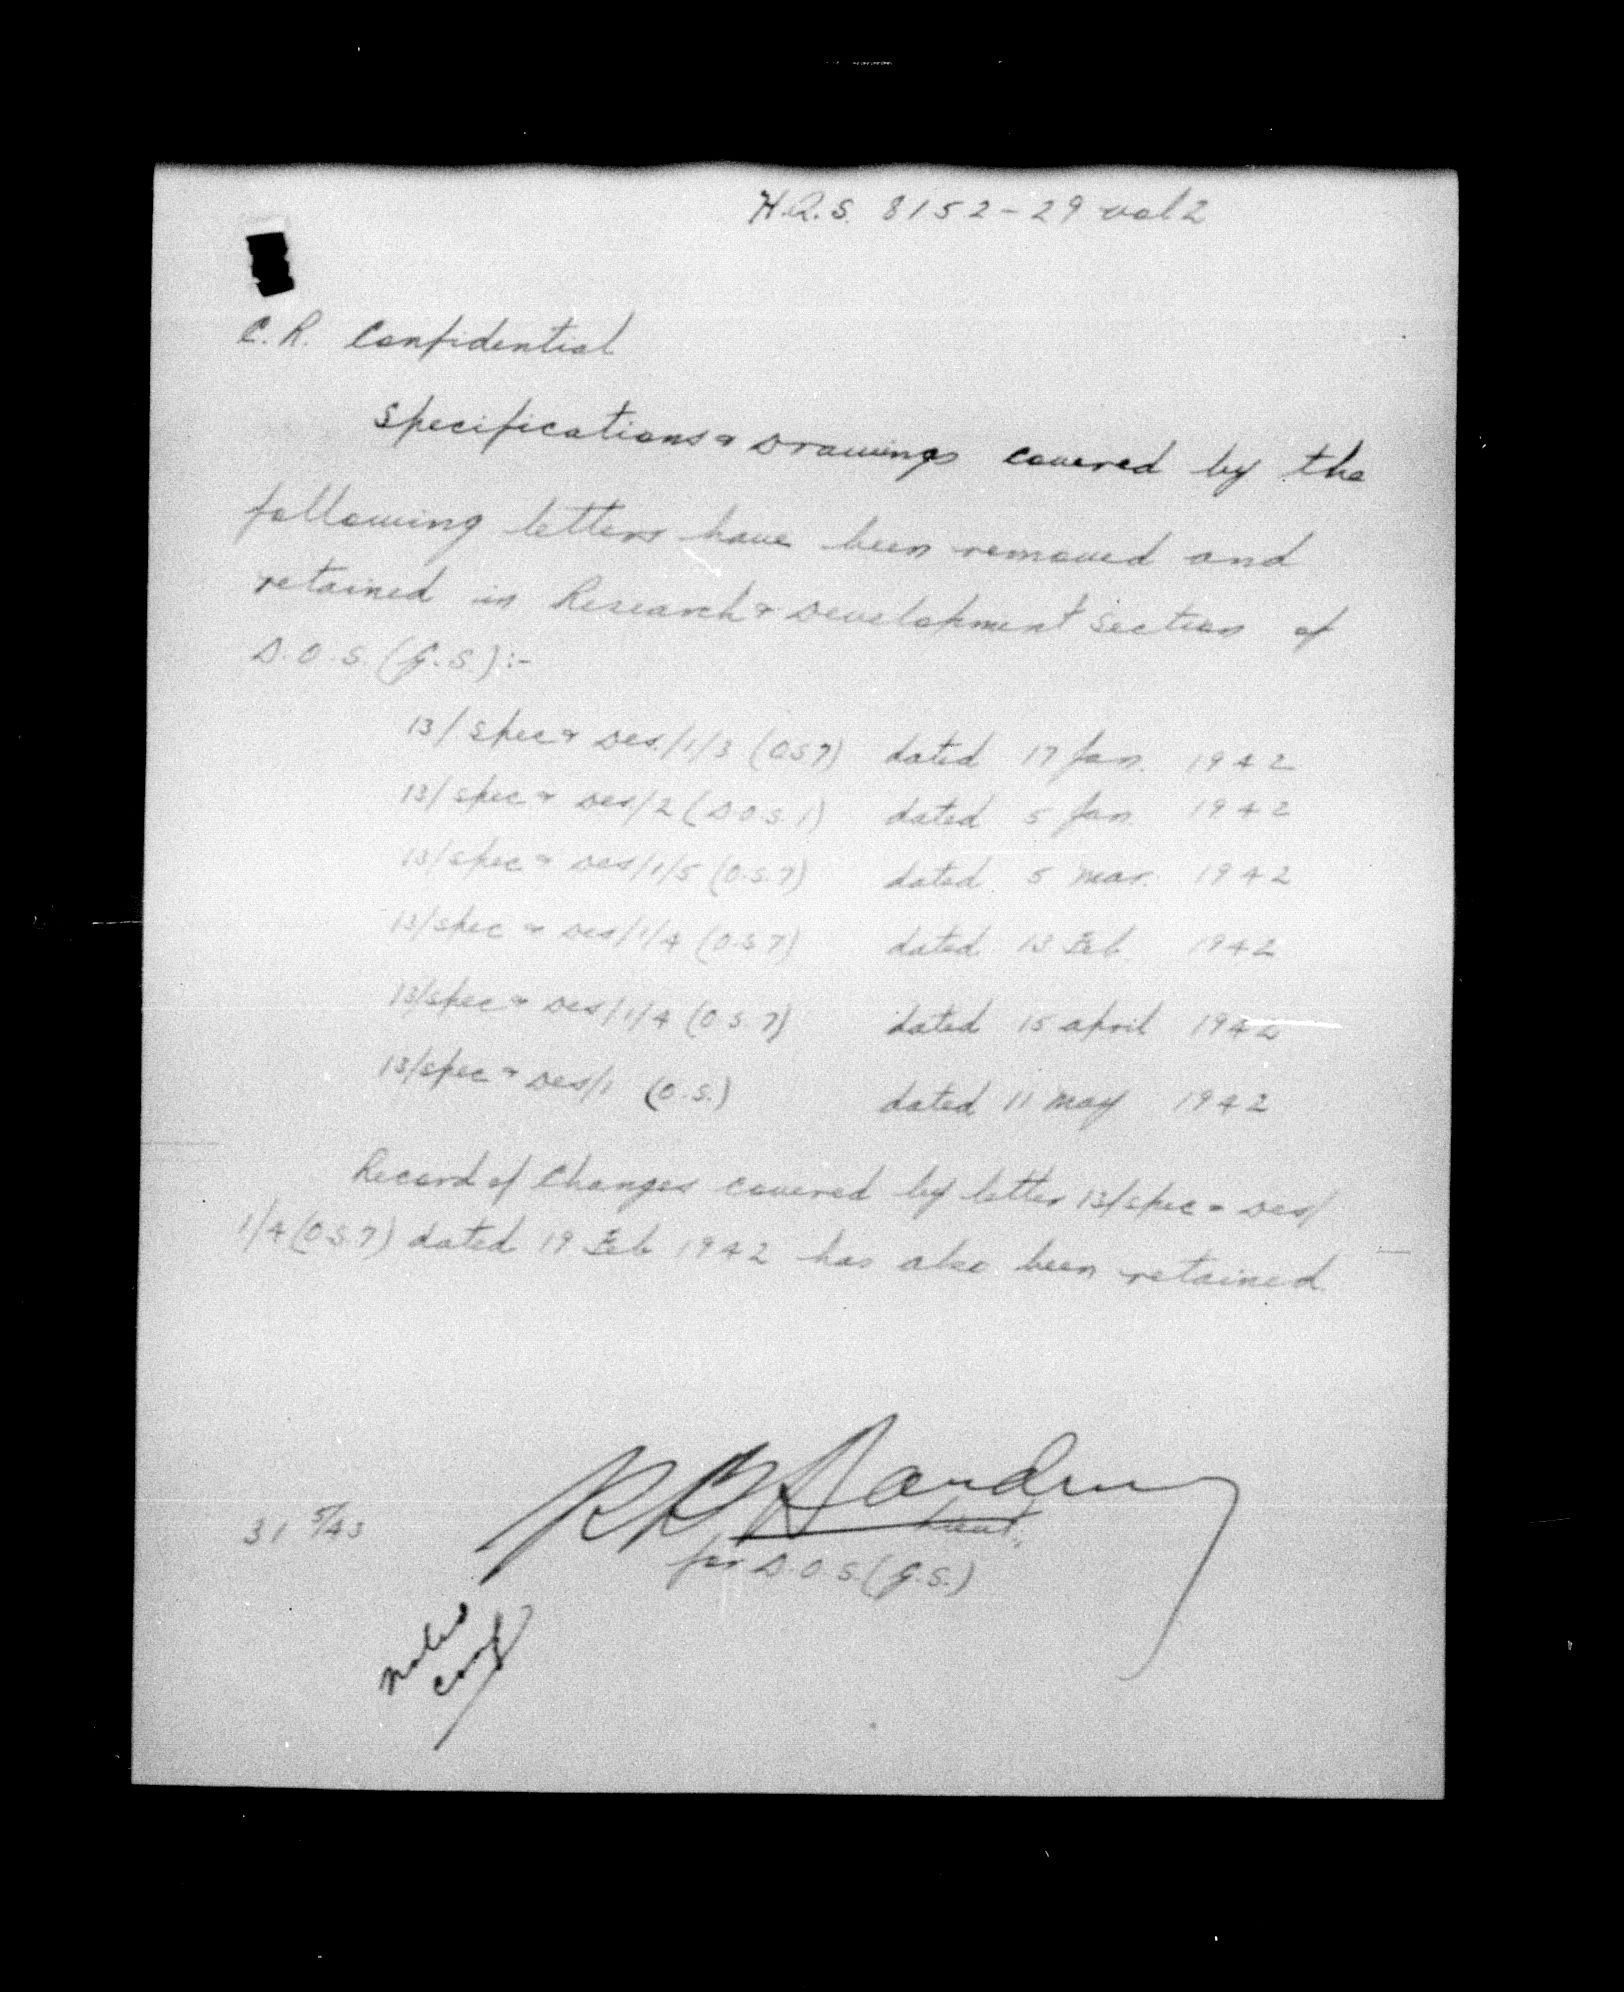 H.Q.S. 8152-29 vol 2
C.R. Confidential
Specifications & Drawings covered by the
following letters have been removed and
retained in Research & Development Section of
D.O.S. (G.S.):-
13/Spec & Des/1/3 (OS7) dated 17 Jan. 1942
13/Spec & Des/2 (D.O.S.1) dated 5 Jan 1942
13/Spec & Des/1/5 (O.S.7) dated 5 Mar. 1942
13/Spec & Des/1/4 (O.S.7) dated 13 Feb. 1942
13/Spec & Des/1/4 (O.S.7) dated 15 April 1942
13/Spec & Des/1 (O.S.) dated 11 May 1942
Record of Changes covered by letter 13/Spec & Des/
1/4 (O.S.7) dated 19 Feb 1942 has also been retained.
Lieut.
31 5/43
for D.O.S. (G.S.)